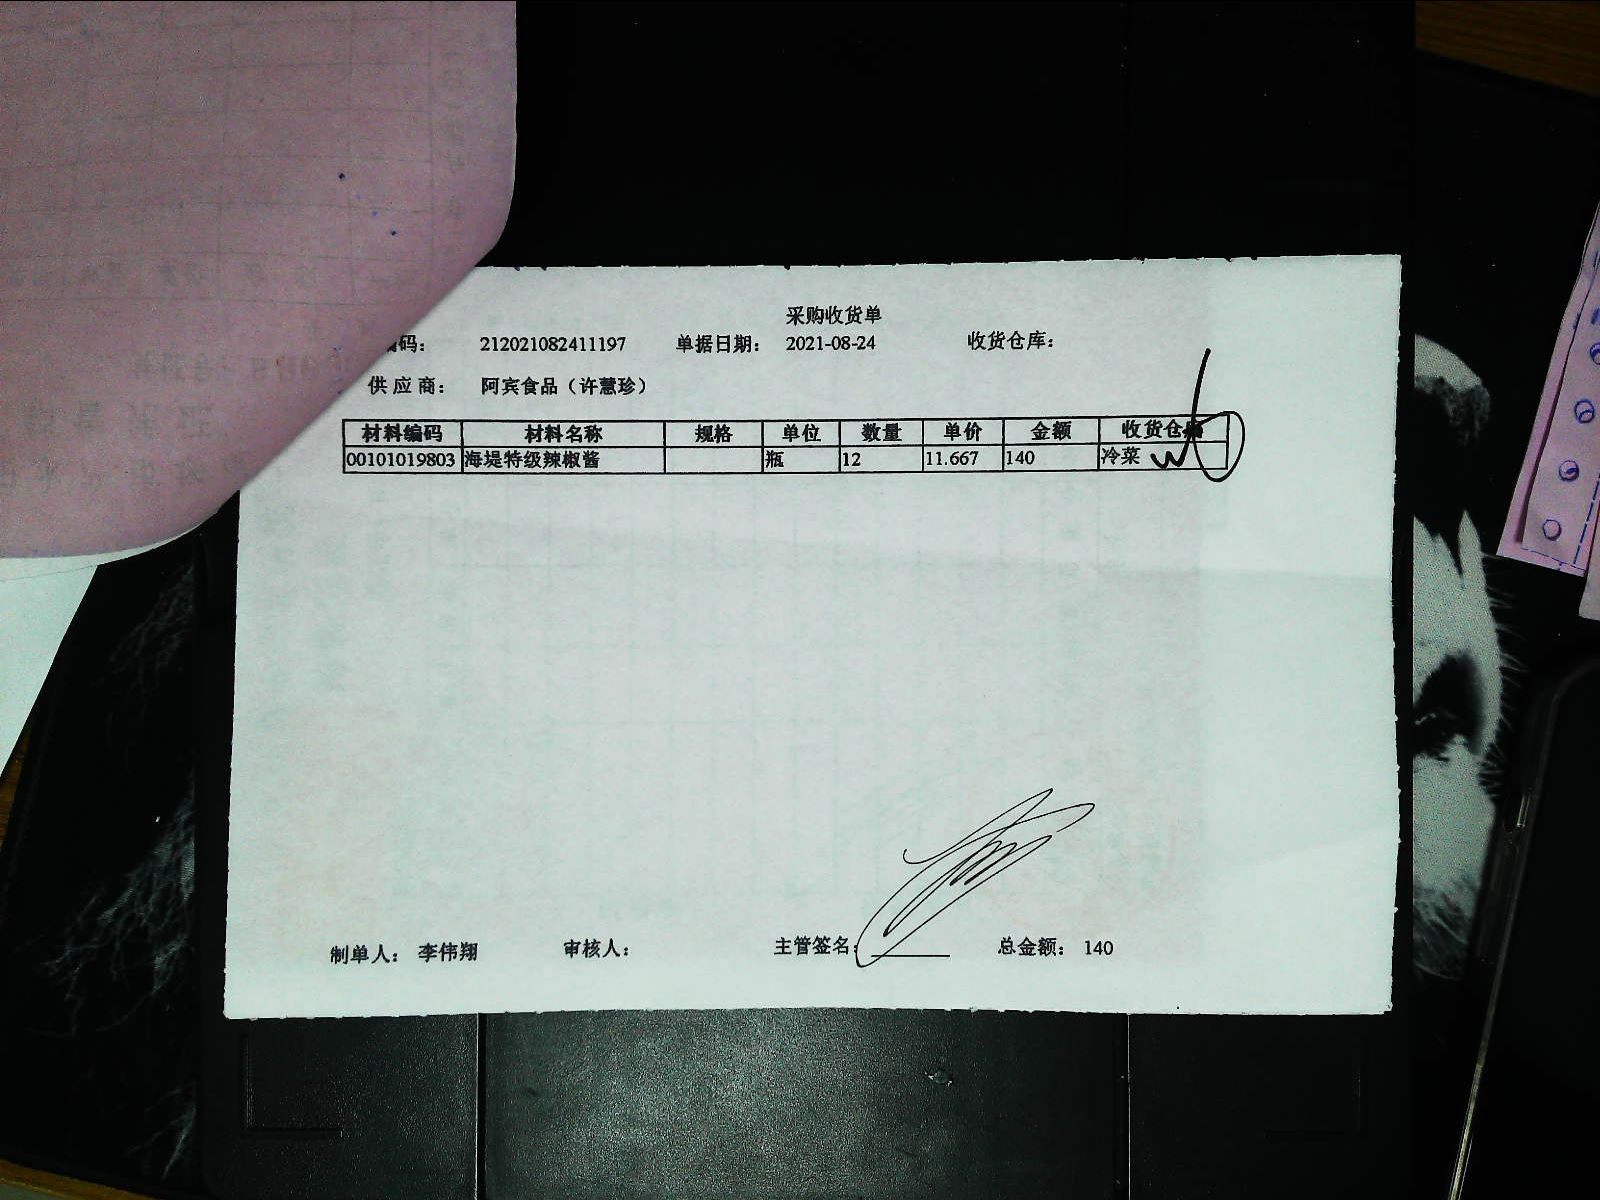 采购收货单
码： 212021082411197 单据日期： 2021-08-24 收货仓库：
供应商： 阿宾食品（许慧珍）
材料编码 材料名称 规格 单位 数量 单价 金额 收货仓
00101019803 海堤特级辣椒酱 瓶 12 11.667 140 冷菜
制单人： 李伟翔 审核人： 主管签名： 总金额： 140